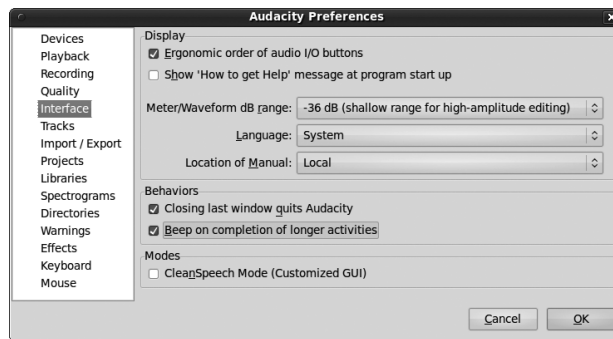 Audacity Preferences
Devices
Playback
Recording
Quality
Interface
Tracks
Import / Export
Projects
Libraries
Spectrograms
Directories
Warnings
Effects
Keyboard
Mouse
Display
Ergonomic order of audio I/O buttons
Show 'How to get Help' message at program start up
Meter/Waveform dB range: -36 dB (shallow range for high-amplitude editing)
Language: System
Location of Manual: Local
Behaviors
Closing last window quits Audacity
Beep on completion of longer activities
Modes
CleanSpeech Mode (Customized GUI)
Cancel OK